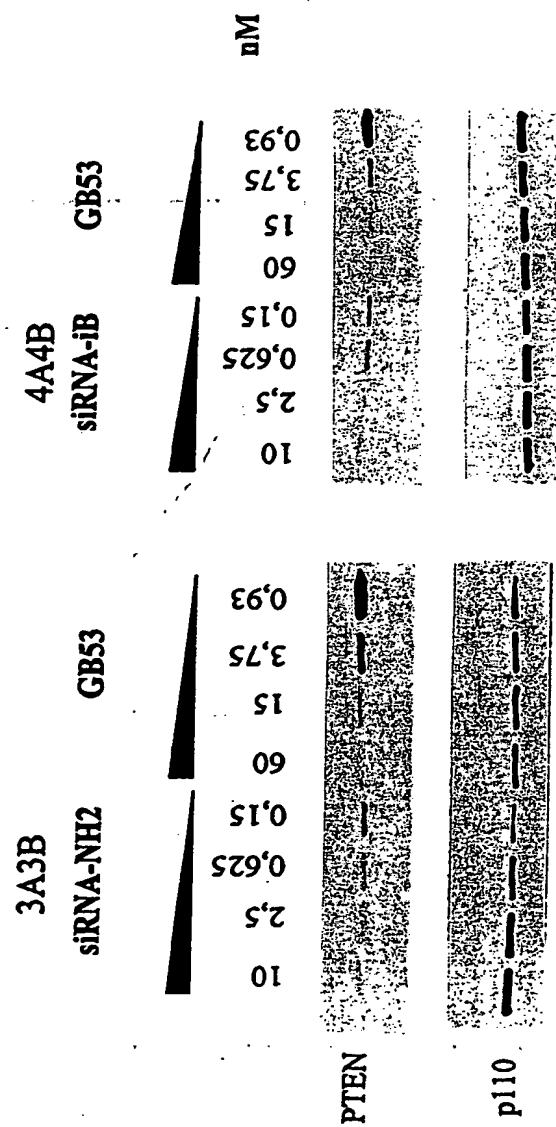 3A3B 4A4B
siRNA-NH2 GB53 siRNA-iB GB53
10 2,5 0,625 0,15 60 15 3,75 0,93 10 2,5 0,625 0,15 60 15 3,75 0,93 nM
PTEN
p110